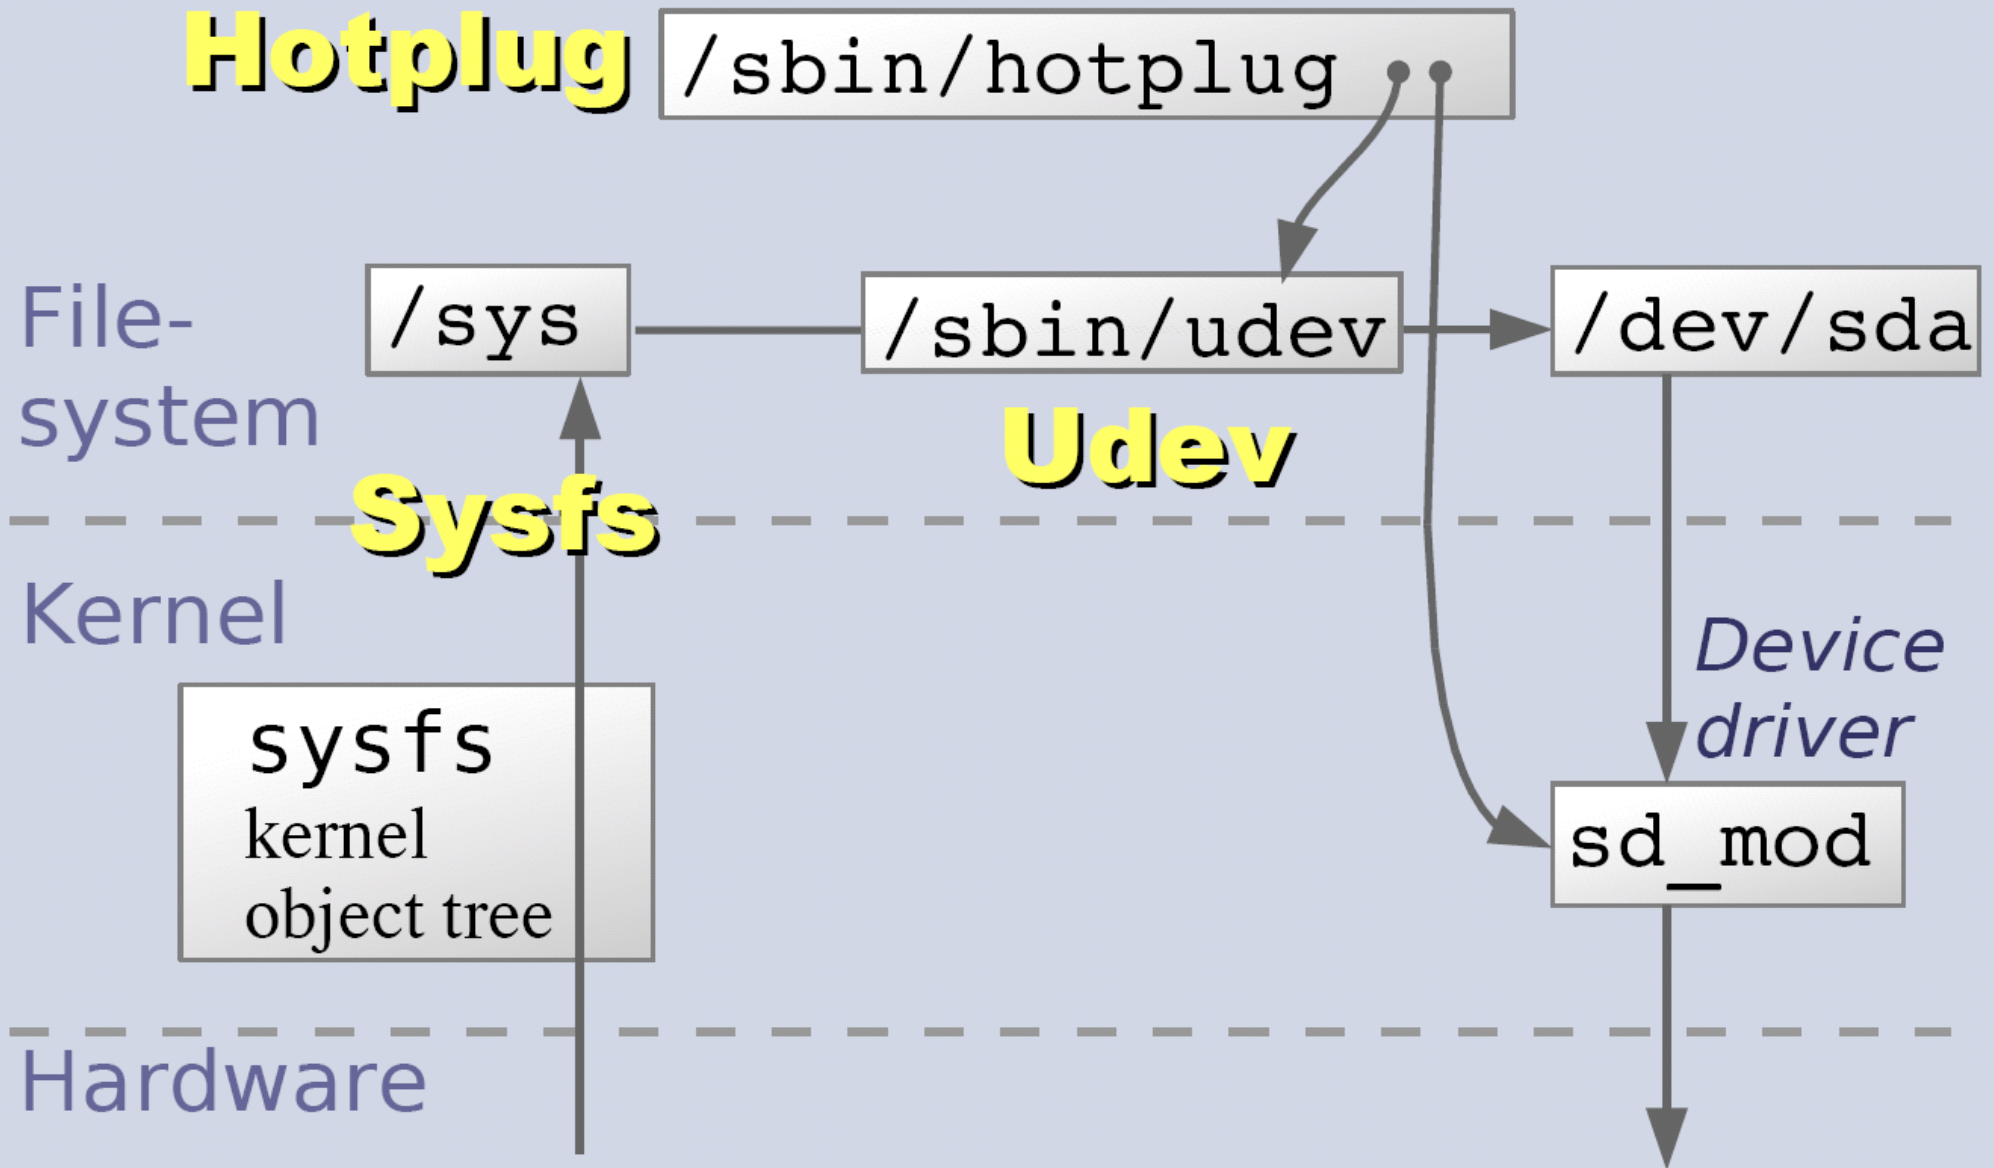 Hotplug
/sbin/hotplug
File-
system
/sys
/sbin/udev
/dev/sda
Udev
Sysfs
Kernel
Device
driver
sysfs
kernel
object tree
sd_mod
Hardware